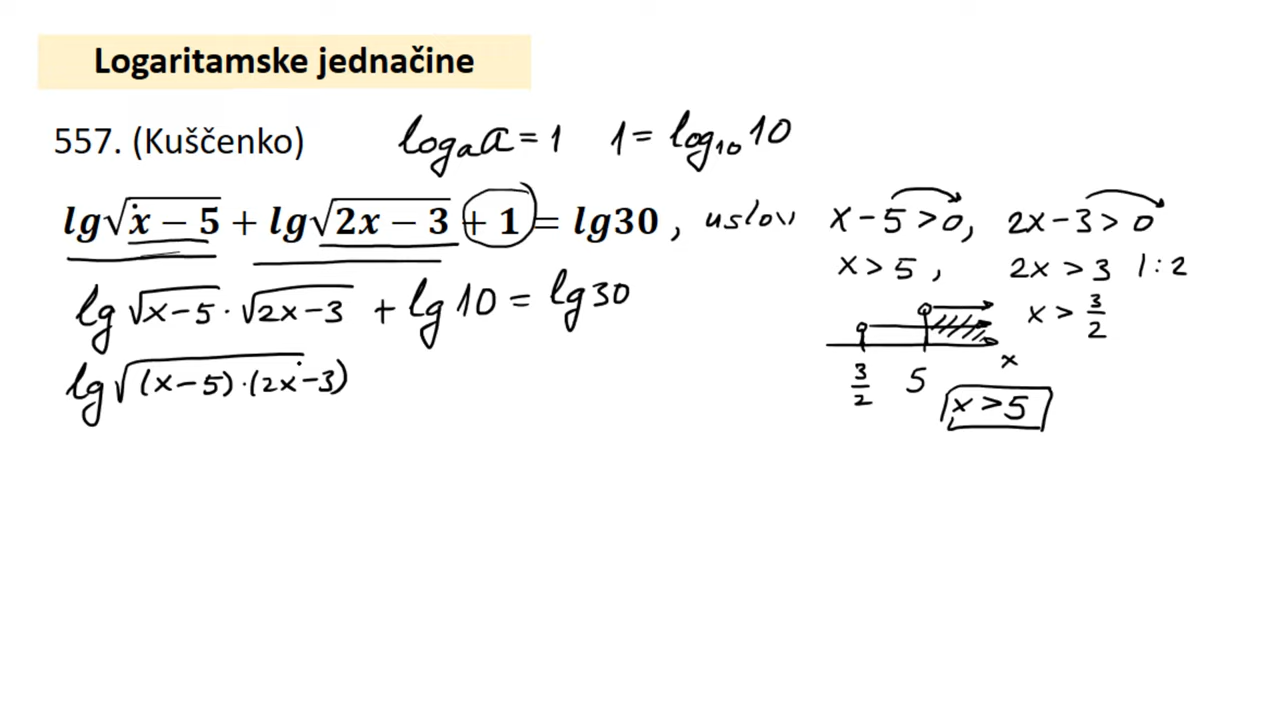 Logaritamske jednačine
557. (Kuščenko) logₐa = 1 1 = log₁₀10
lg√x − 5 + lg√2x − 3 + 1 = lg30 , uslov x − 5 > 0, 2x − 3 > 0
x > 5 , 2x > 3 | : 2
lg √x−5 · √2x−3 + lg 10 = lg 30
x > 3/2
lg √(x−5)·(2x−3)
3/2 5 x
x > 5